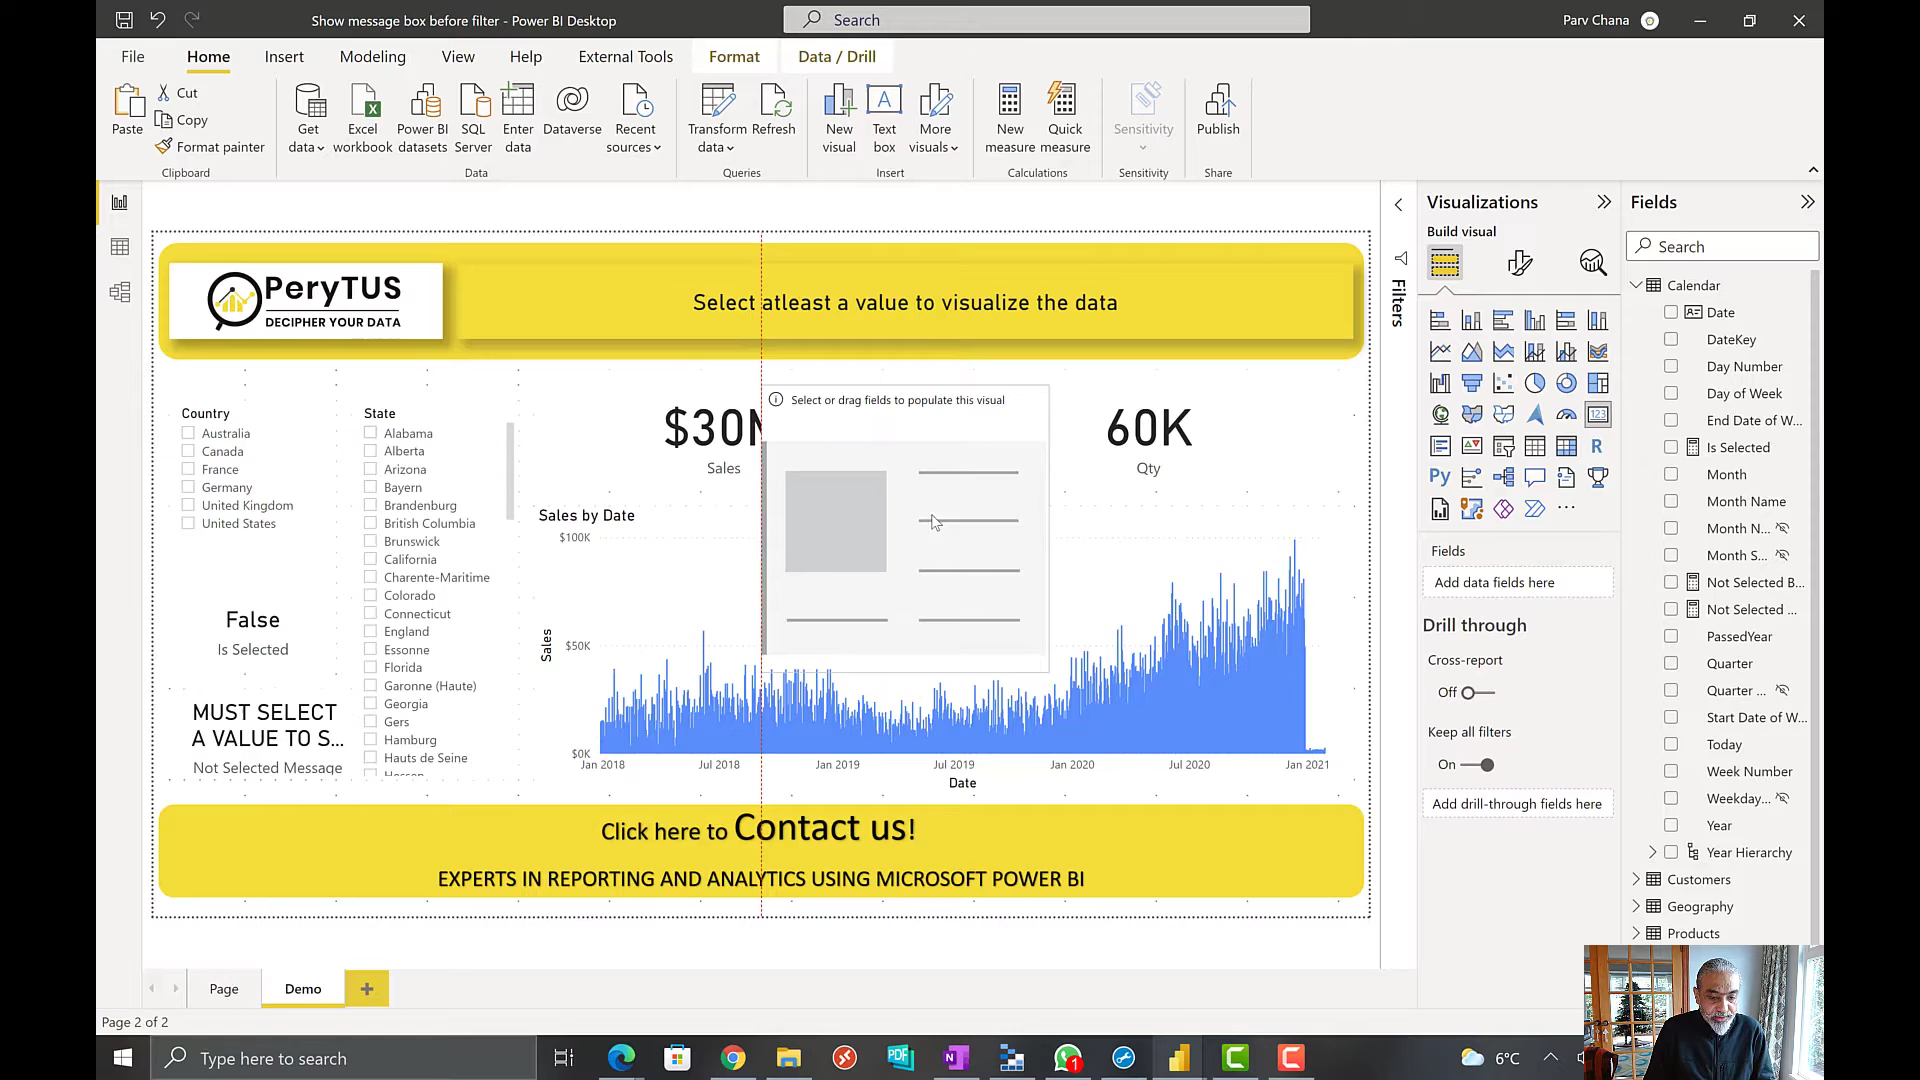 Show message box before filter - Power BI Desktop
Search
Parv Chana
File
Home
Insert
Modeling
View
Help
External Tools
Format
Data / Drill
Paste
Cut
Copy
Format painter
Clipboard
Get data
Excel workbook
Power BI datasets
SQL Server
Enter data
Dataverse
Recent sources
Data
Transform data
Refresh
Queries
New visual
Text box
More visuals
Insert
New measure
Quick measure
Calculations
Sensitivity
Sensitivity
Publish
Share
PeryTUS
DECIPHER YOUR DATA
Select atleast a value to visualize the data
Country
Australia
Canada
France
Germany
United Kingdom
United States
False
Is Selected
MUST SELECT
A VALUE TO S...
Not Selected Message
State
Alabama
Alberta
Arizona
Bayern
Brandenburg
British Columbia
Brunswick
California
Charente-Maritime
Colorado
Connecticut
England
Essonne
Florida
Garonne (Haute)
Georgia
Gers
Hamburg
Hauts de Seine
$30M
Sales
Select or drag fields to populate this visual
60K
Qty
Sales by Date
Sales
$100K
$50K
$0K
Jan 2018
Jul 2018
Jan 2019
Jul 2019
Jan 2020
Jul 2020
Jan 2021
Date
Click here to Contact us!
EXPERTS IN REPORTING AND ANALYTICS USING MICROSOFT POWER BI
Filters
Visualizations
Build visual
123
R
Py
Fields
Add data fields here
Drill through
Cross-report
Off
Keep all filters
On
Add drill-through fields here
Fields
Search
Calendar
Date
DateKey
Day Number
Day of Week
End Date of W...
Is Selected
Month
Month Name
Month N...
Month S...
Not Selected B...
Not Selected ...
PassedYear
Quarter
Quarter ...
Start Date of W...
Today
Week Number
Weekday...
Year
Year Hierarchy
Customers
Geography
Products
Page
Demo
Page 2 of 2
Type here to search
PDF
N
1
6°C